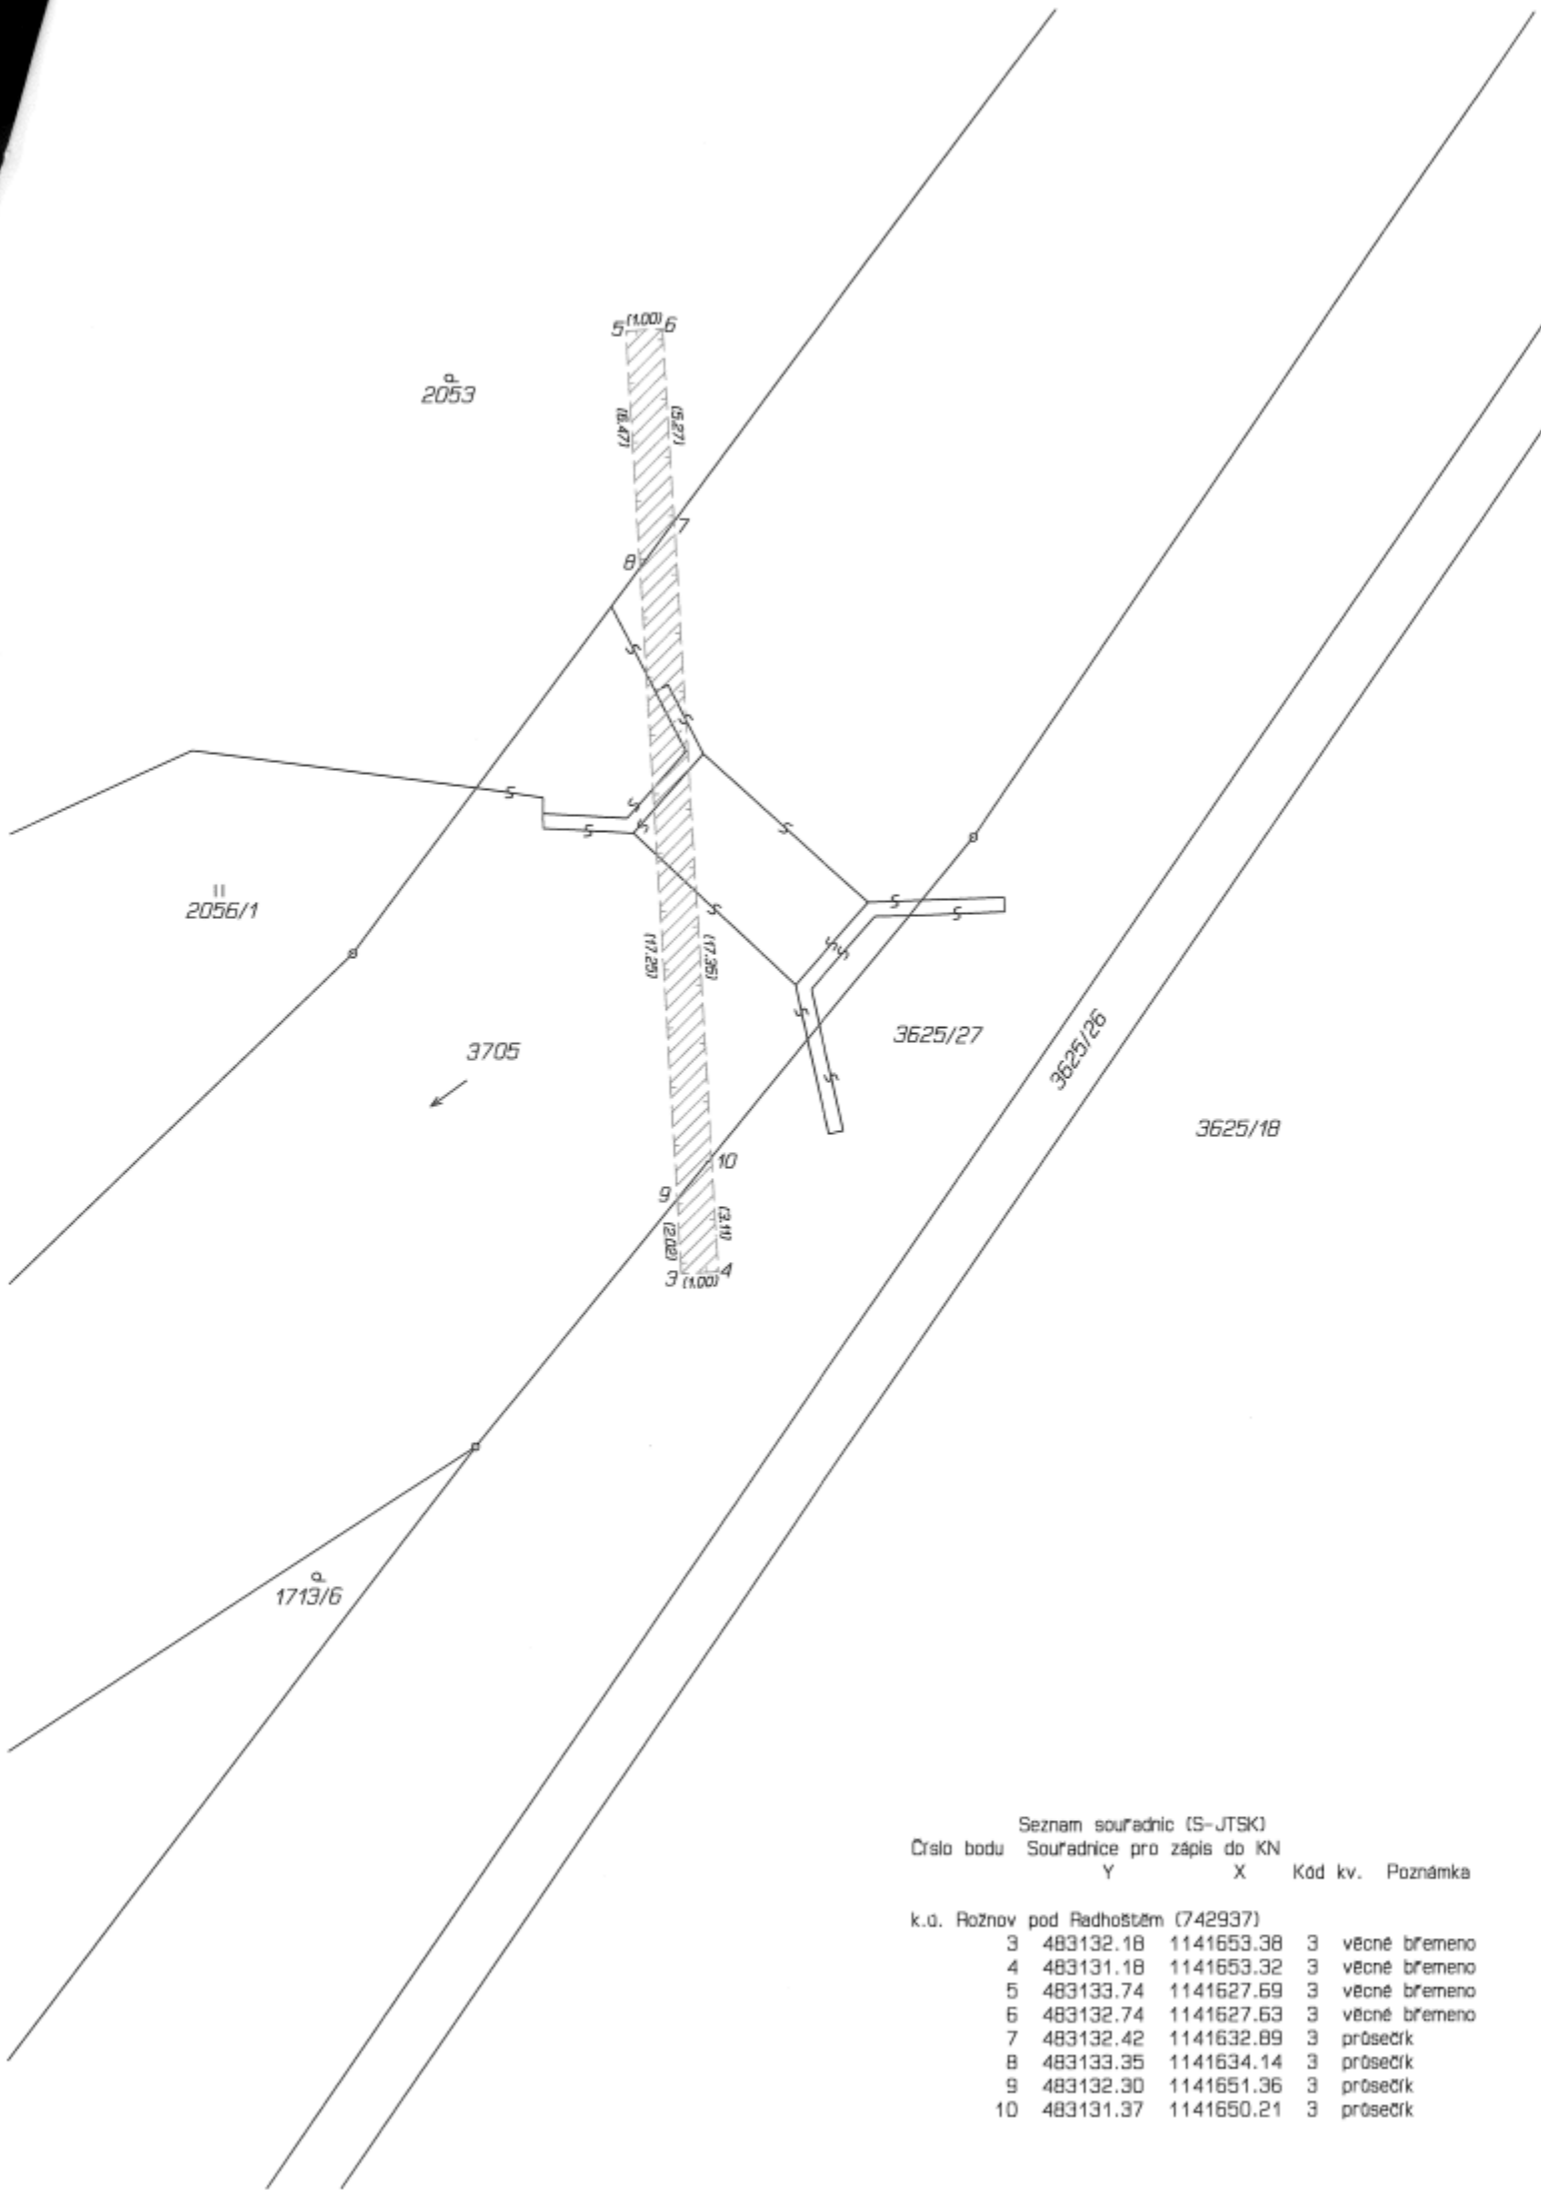 5 (1.00) 6
2053
(6.47) (5.27)
7
8
2056/1
(17.25) (17.35)
3705
3625/27
3625/26
3625/18
10
9
(2.02) (3.11)
3 (1.00) 4
1713/6
Seznam souřadnic (S-JTSK)
Číslo bodu Souřadnice pro zápis do KN
Y X Kód kv. Poznámka
k.ú. Rožnov pod Radhoštěm (742937)
3 483132.18 1141653.38 3 věcné břemeno
4 483131.18 1141653.32 3 věcné břemeno
5 483133.74 1141627.69 3 věcné břemeno
6 483132.74 1141627.63 3 věcné břemeno
7 483132.42 1141632.89 3 průsečík
8 483133.35 1141634.14 3 průsečík
9 483132.30 1141651.36 3 průsečík
10 483131.37 1141650.21 3 průsečík